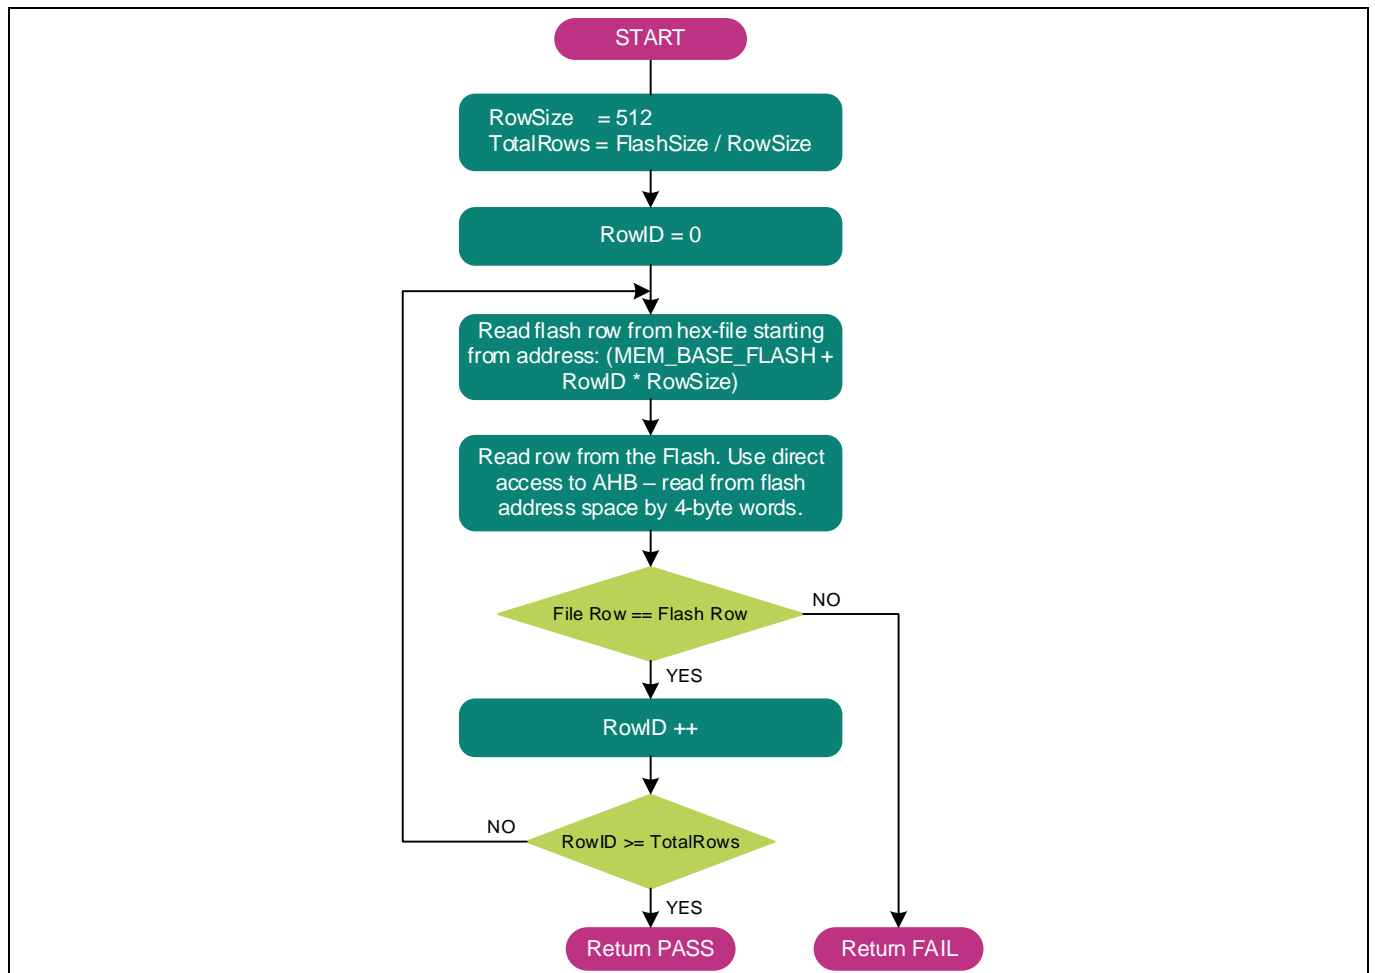 START
RowSize = 512
TotalRows = FlashSize / RowSize
RowID = 0
Read flash row from hex-file starting
from address: (MEM_BASE_FLASH +
RowID * RowSize)
Read row from the Flash. Use direct
access to AHB – read from flash
address space by 4-byte words.
File Row == Flash Row
NO
YES
RowID ++
NO
RowID >= TotalRows
YES
Return PASS
Return FAIL